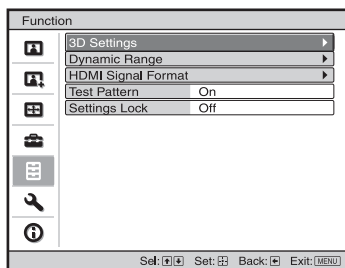 Function
3D Settings
Dynamic Range
HDMI Signal Format
Test Pattern On
Settings Lock Off
Sel: Set: Back: Exit: MENU